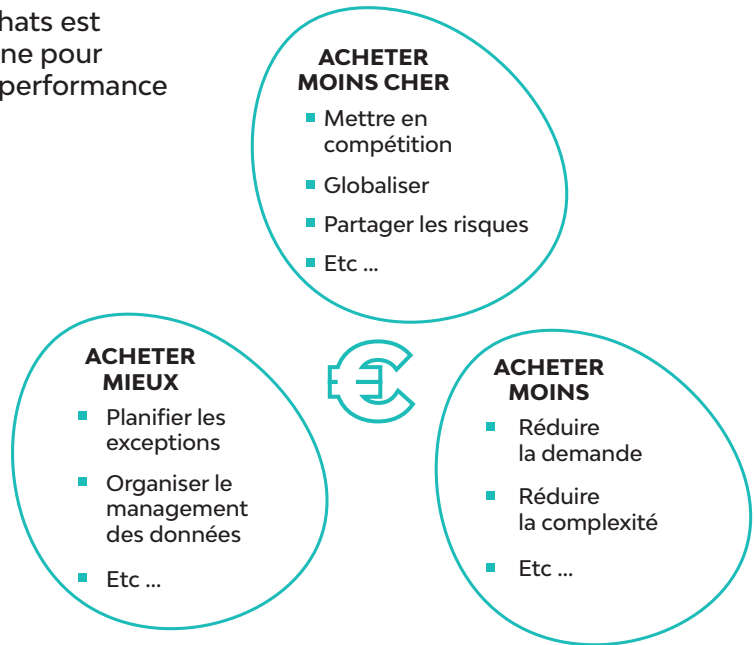 hats est
ne pour
performance
ACHETER
MOINS CHER
Mettre en
compétition
Globaliser
Partager les risques
Etc ...
ACHETER
MIEUX
Planifier les
exceptions
Organiser le
management
des données
Etc ...
ACHETER
MOINS
Réduire
la demande
Réduire
la complexité
Etc ...